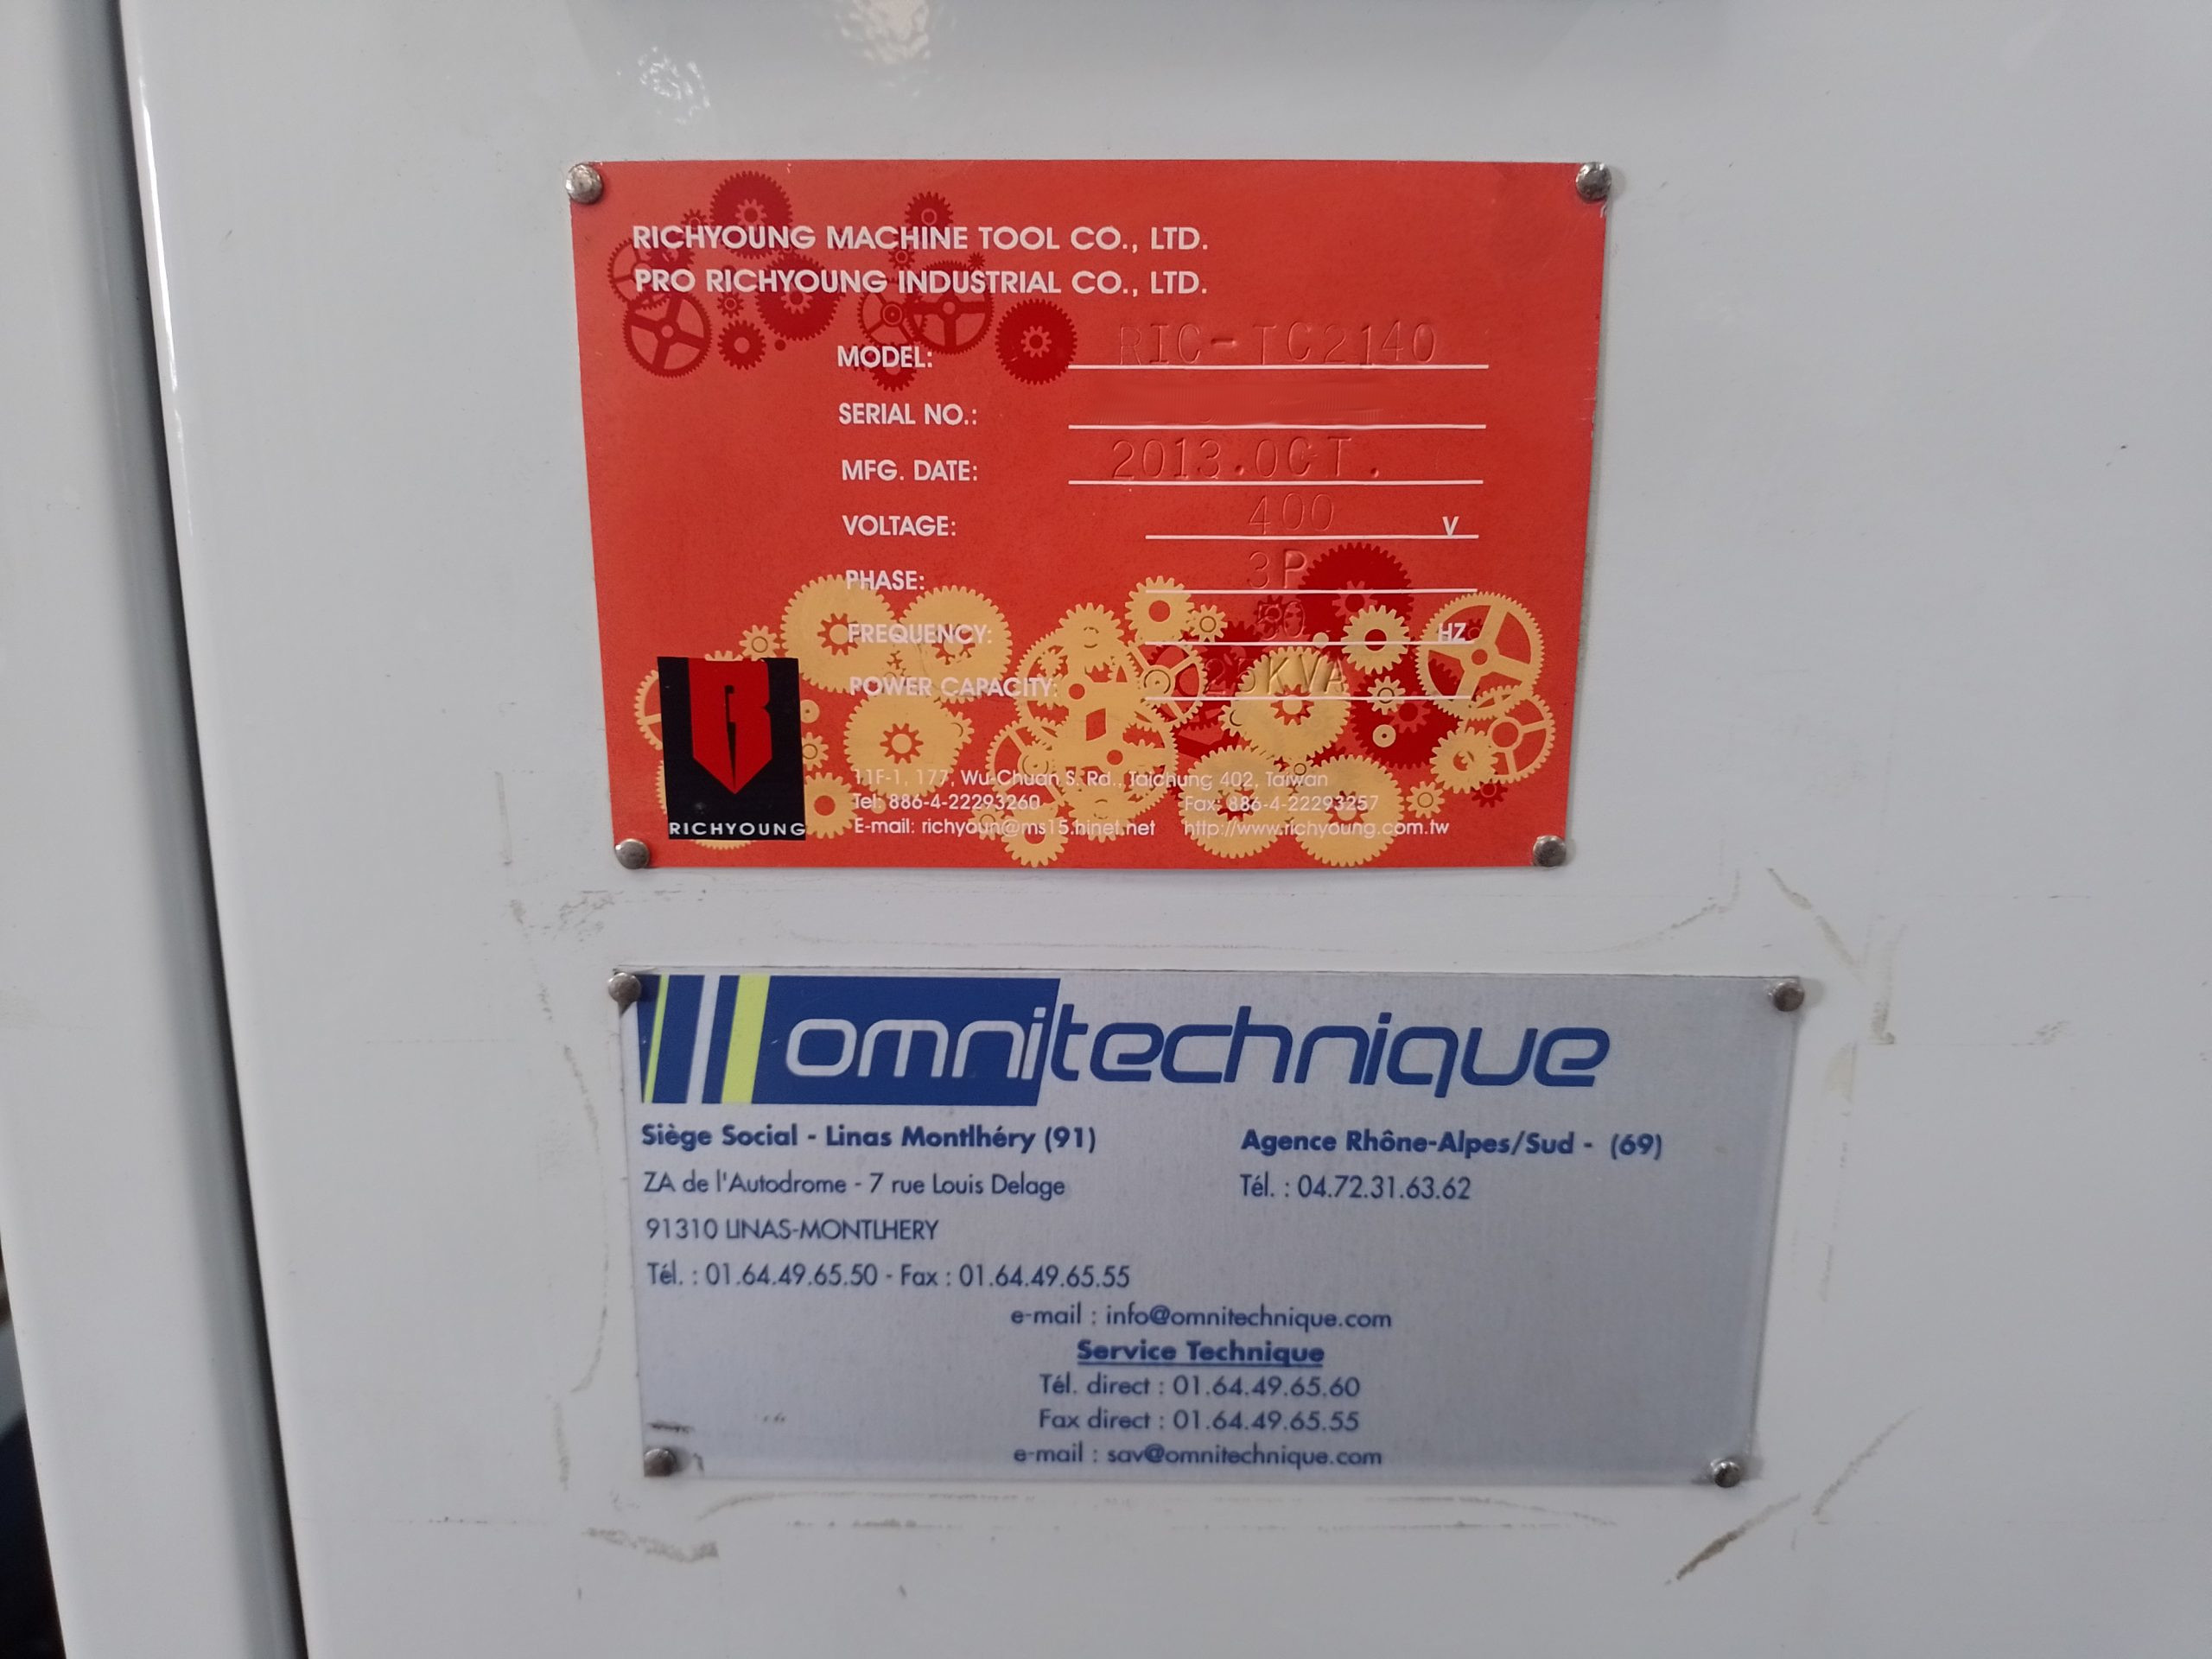 RICHYOUNG MACHINE TOOL CO., LTD.
PRO RICHYOUNG INDUSTRIAL CO., LTD.
MODEL: RIC-TC2140
SERIAL NO.:
MFG. DATE: 2013.OCT.
VOLTAGE: 400 V
PHASE: 3P
FREQUENCY: 50 HZ
POWER CAPACITY: 25KVA
RICHYOUNG
11F-1, 177, Wu-Chuan S. Rd., Taichung 402, Taiwan
Tel: 886-4-22293260 Fax: 886-4-22293257
E-mail: richyoun@ms15.hinet.net http://www.richyoung.com.tw
omnitechnique
Siège Social - Linas Montlhéry (91)
ZA de l'Autodrome - 7 rue Louis Delage
91310 LINAS-MONTLHERY
Tél. : 01.64.49.65.50 - Fax : 01.64.49.65.55
Agence Rhône-Alpes/Sud - (69)
Tél. : 04.72.31.63.62
e-mail : info@omnitechnique.com
Service Technique
Tél. direct : 01.64.49.65.60
Fax direct : 01.64.49.65.55
e-mail : sav@omnitechnique.com